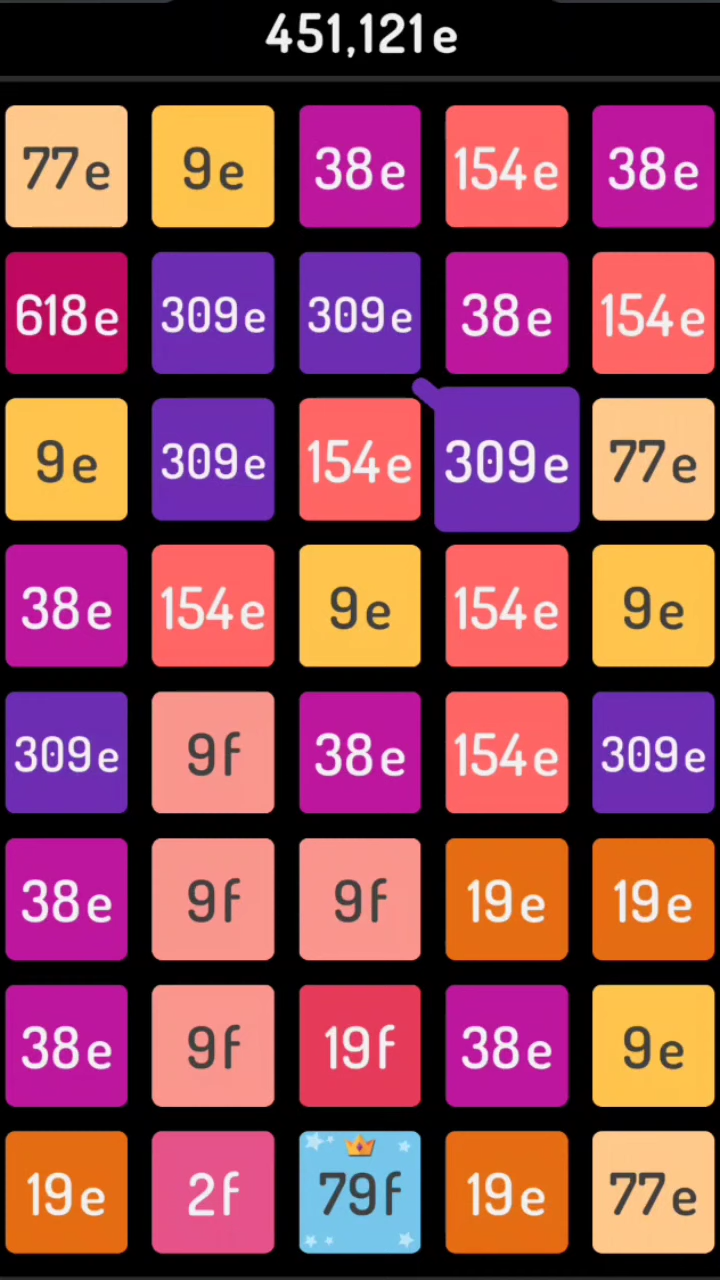 451,121e
77e 9e 38e 154e 38e
618e 309e 309e 38e 154e
9e 309e 154e 309e 77e
38e 154e 9e 154e 9e
309e 9f 38e 154e 309e
38e 9f 9f 19e 19e
38e 9f 19f 38e 9e
19e 2f 79f 19e 77e